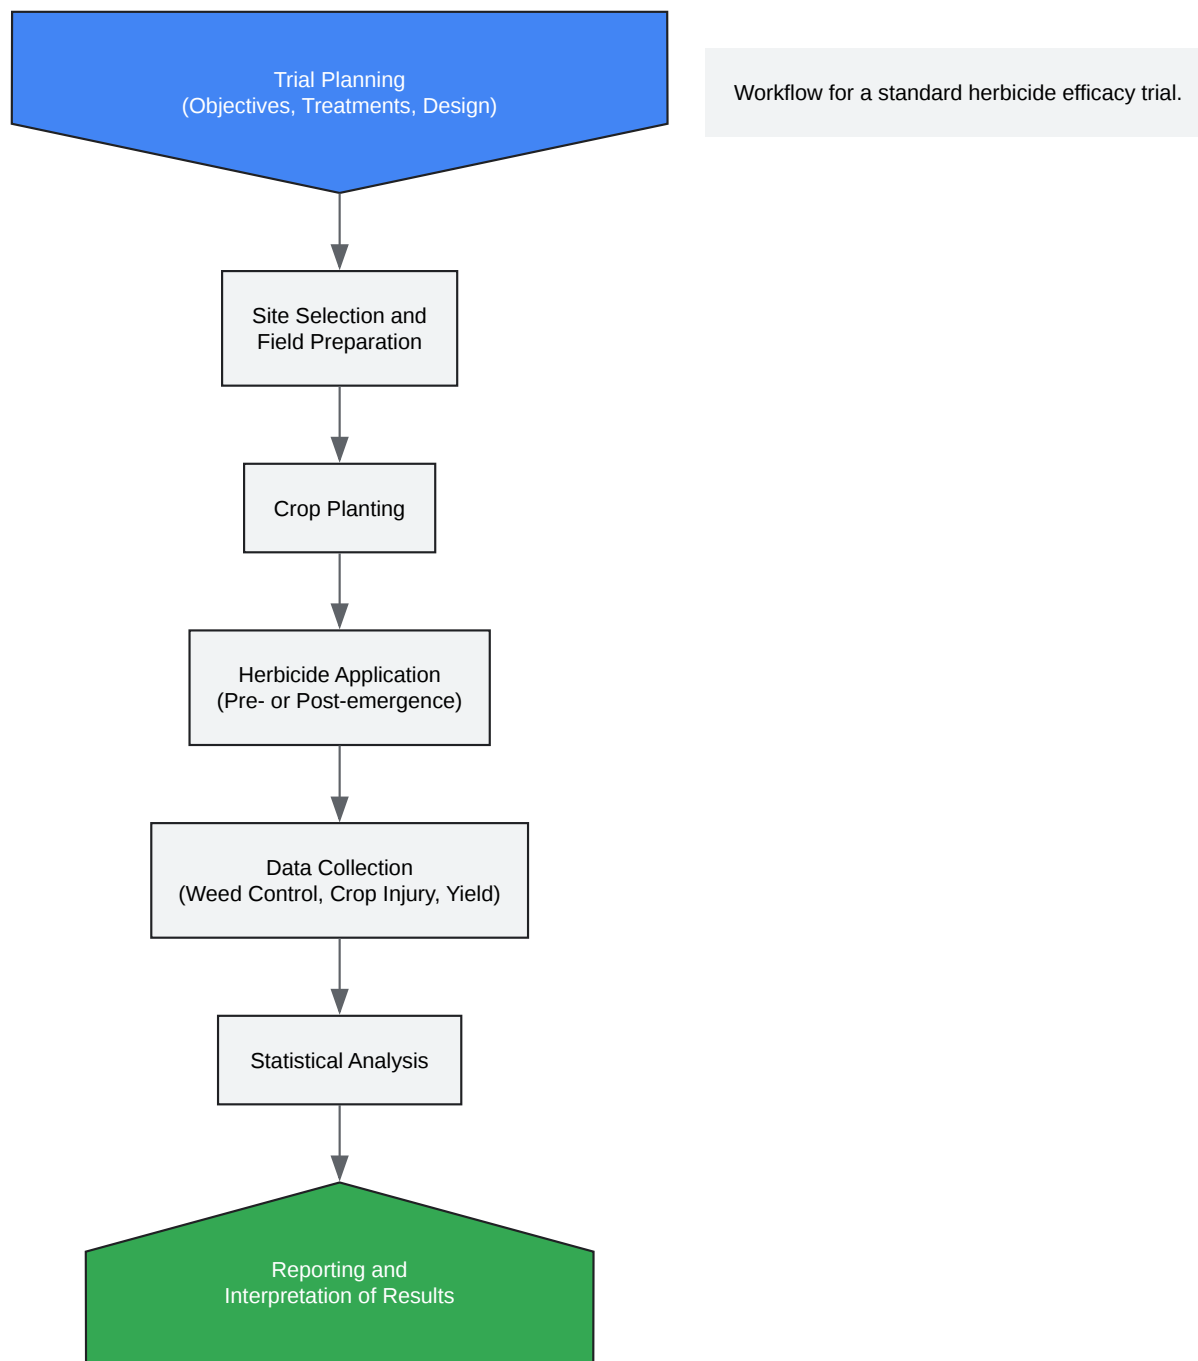 Trial Planning
(Objectives, Treatments, Design)
Workflow for a standard herbicide efficacy trial.
Site Selection and
Field Preparation
Crop Planting
Herbicide Application
(Pre- or Post-emergence)
Data Collection
(Weed Control, Crop Injury, Yield)
Statistical Analysis
Reporting and
Interpretation of Results